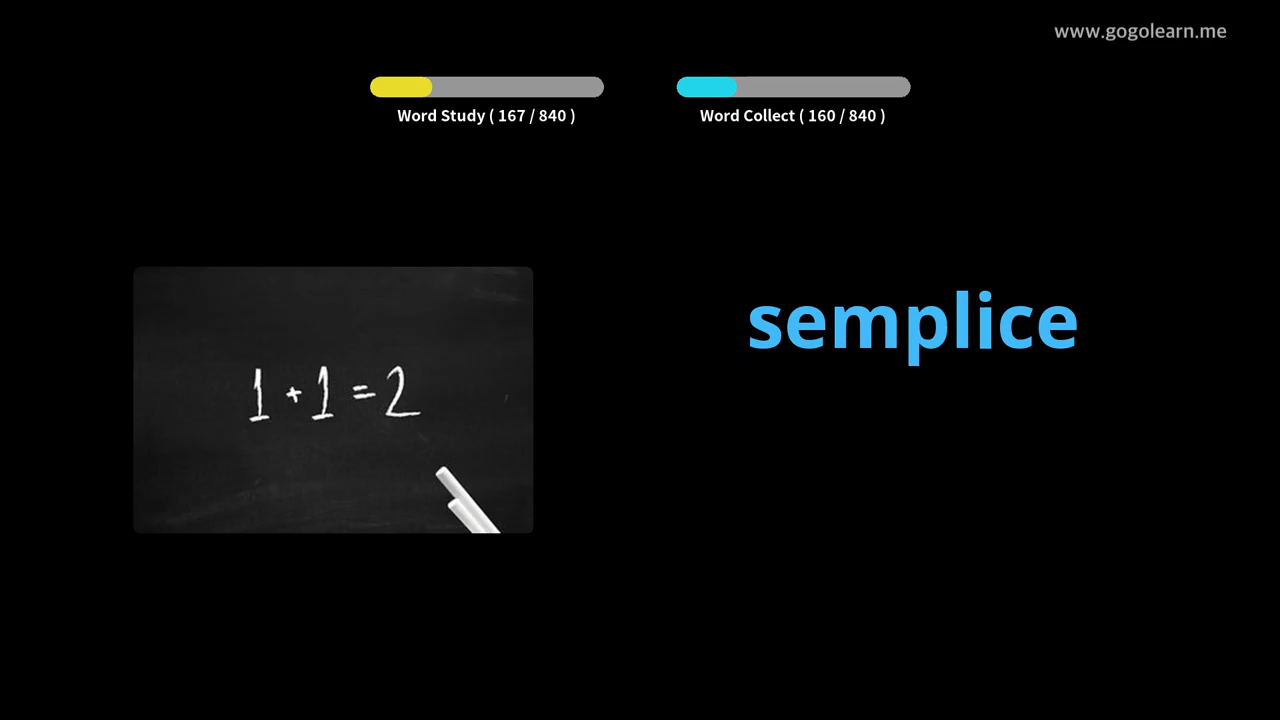 www.gogolearn.me
Word Study ( 167 / 840 )
Word Collect ( 160 / 840 )
semplice
1 + 1 = 2